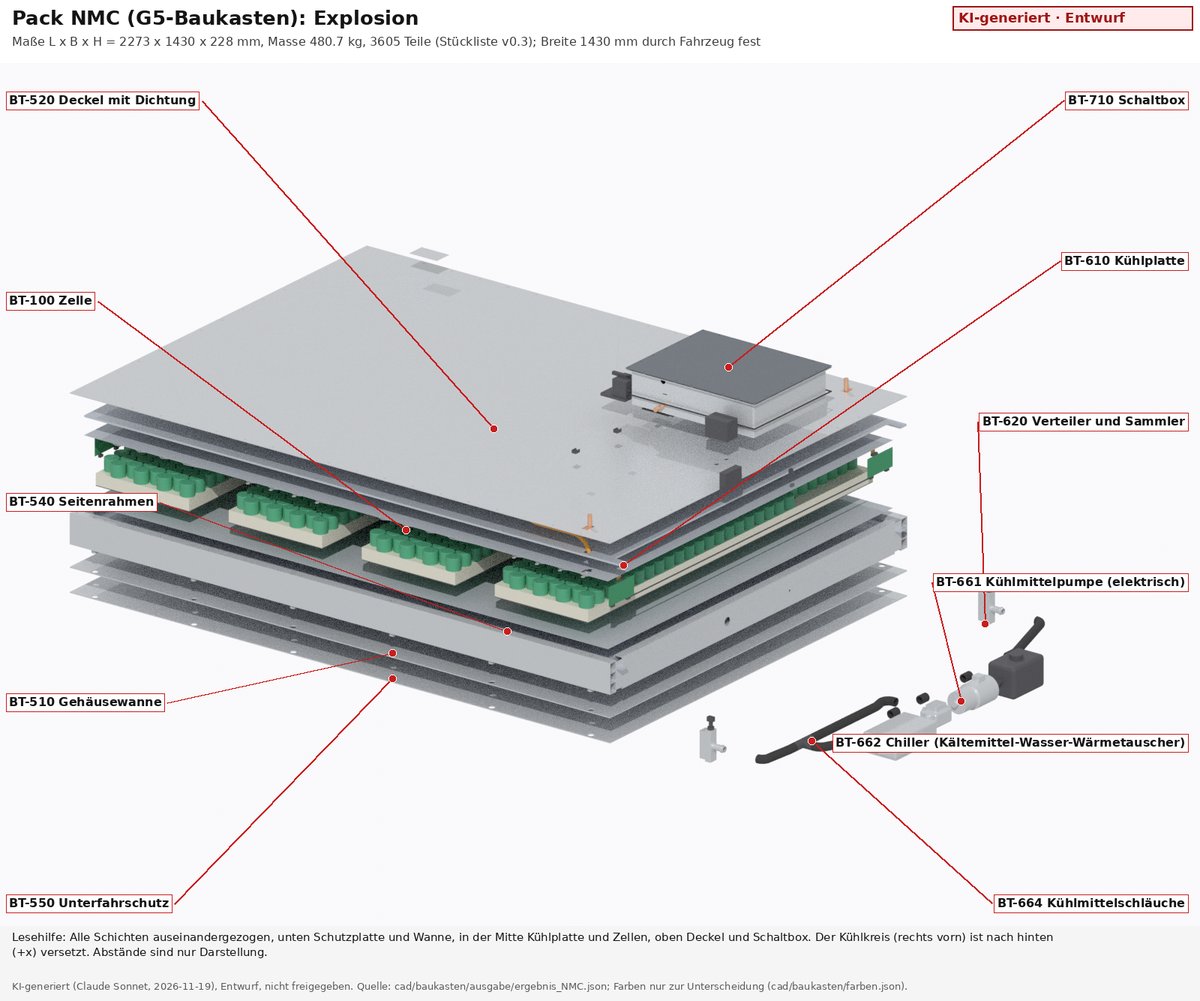 Pack NMC (G5-Baukasten): Explosion
KI-generiert · Entwurf
Maße L x B x H = 2273 x 1430 x 228 mm, Masse 480.7 kg, 3605 Teile (Stückliste v0.3); Breite 1430 mm durch Fahrzeug fest
BT-520 Deckel mit Dichtung
BT-710 Schaltbox
BT-610 Kühlplatte
BT-100 Zelle
BT-620 Verteiler und Sammler
BT-540 Seitenrahmen
BT-661 Kühlmittelpumpe (elektrisch)
BT-510 Gehäusewanne
BT-662 Chiller (Kältemittel-Wasser-Wärmetauscher)
BT-550 Unterfahrschutz
BT-664 Kühlmittelschläuche
Lesehilfe: Alle Schichten auseinandergezogen, unten Schutzplatte und Wanne, in der Mitte Kühlplatte und Zellen, oben Deckel und Schaltbox. Der Kühlkreis (rechts vorn) ist nach hinten
(+x) versetzt. Abstände sind nur Darstellung.
KI-generiert (Claude Sonnet, 2026-11-19), Entwurf, nicht freigegeben. Quelle: cad/baukasten/ausgabe/ergebnis_NMC.json; Farben nur zur Unterscheidung (cad/baukasten/farben.json).